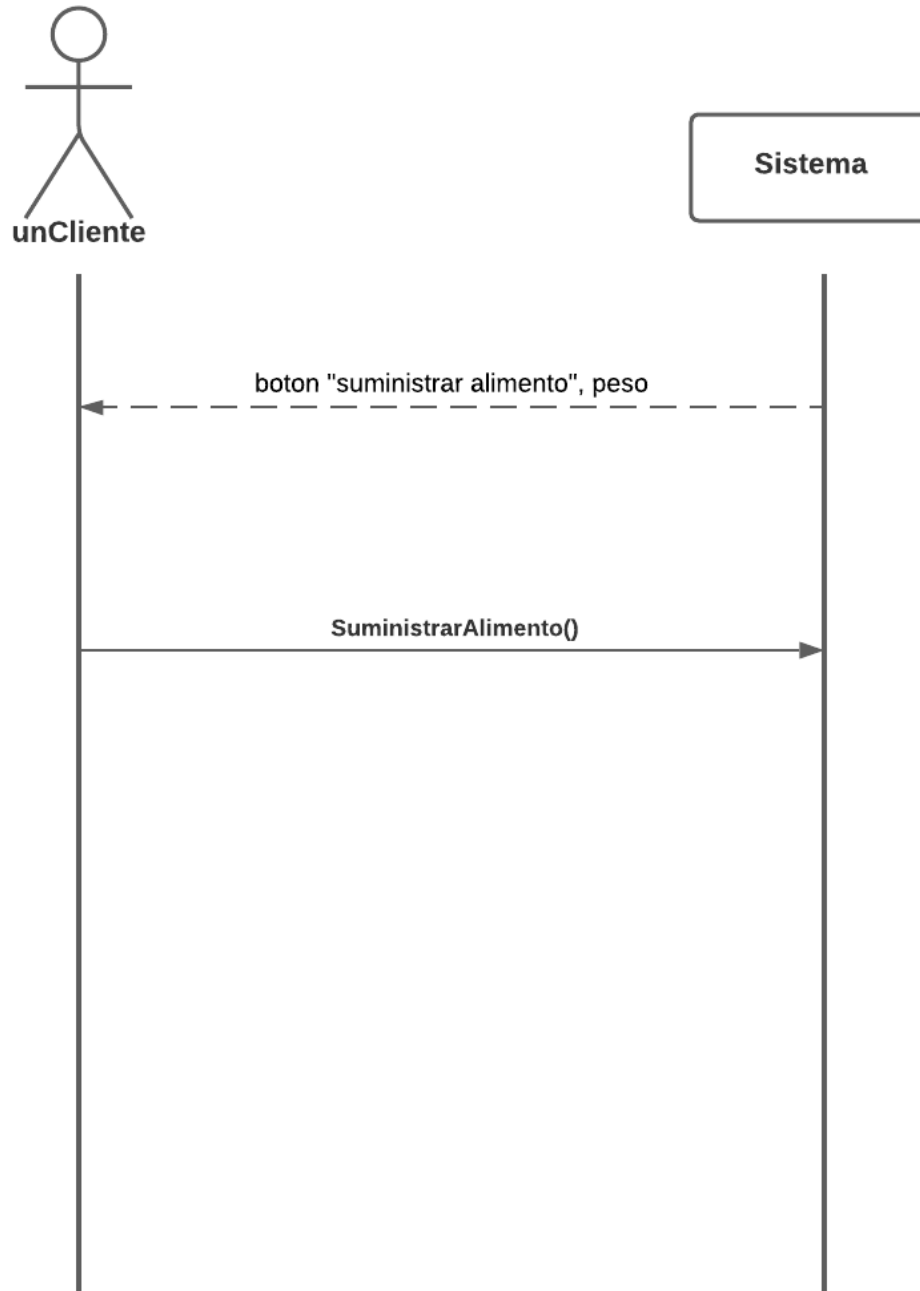 unCliente
Sistema
boton "suministrar alimento", peso
SuministrarAlimento()